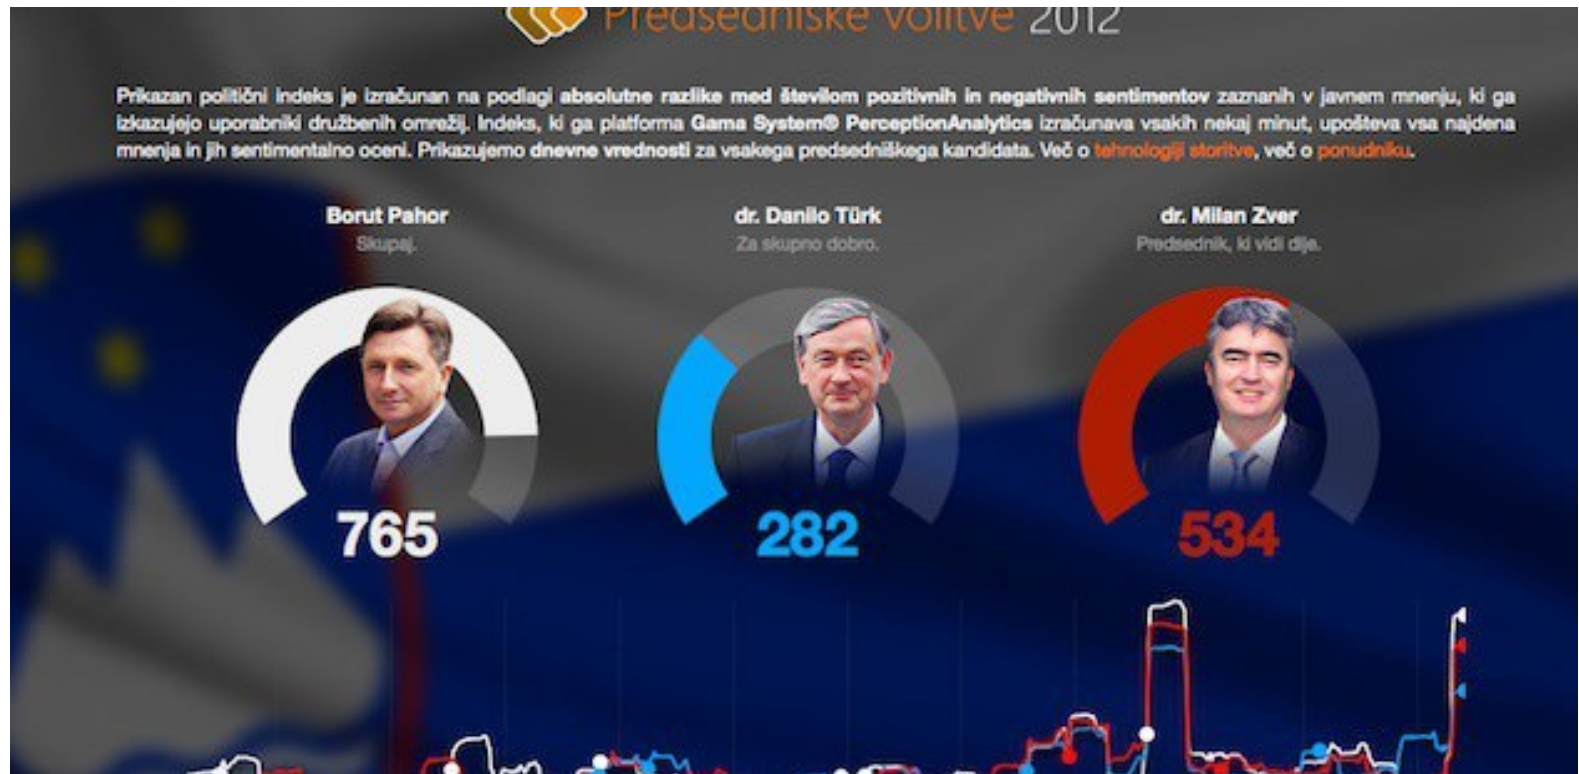 Predsedniške volitve 2012
Prikazan politični indeks je izračunan na podlagi absolutne razlike med številom pozitivnih in negativnih sentimentov zaznanih v javnem mnenju, ki ga
izkazujejo uporabniki družbenih omrežij. Indeks, ki ga platforma Gama System® PerceptionAnalytics izračunava vsakih nekaj minut, upošteva vsa najdena
mnenja in jih sentimentalno oceni. Prikazujemo dnevne vrednosti za vsakega predsedniškega kandidata. Več o tehnologiji storitve, več o ponudniku.
Borut Pahor
Skupaj.
765
dr. Danilo Türk
Za skupno dobro.
282
dr. Milan Zver
Predsednik, ki vidi dlje.
534